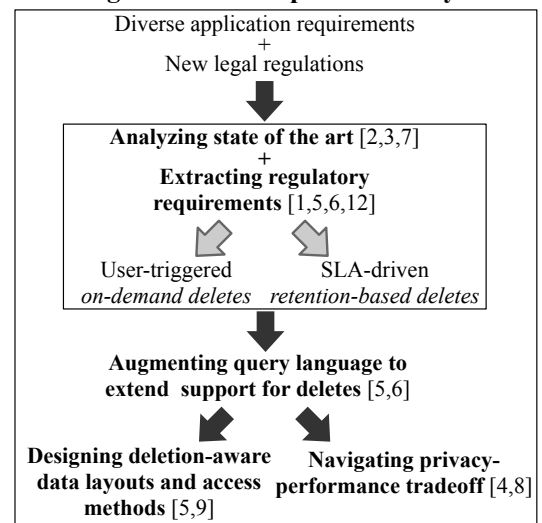 Diverse application requirements
+
New legal regulations
Analyzing state of the art [2,3,7]
+
Extracting regulatory
requirements [1,5,6,12]
User-triggered
on-demand deletes
SLA-driven
retention-based deletes
Augmenting query language to
extend support for deletes [5,6]
Designing deletion-aware
data layouts and access
methods [5,9]
Navigating privacy-
performance tradeoff [4,8]